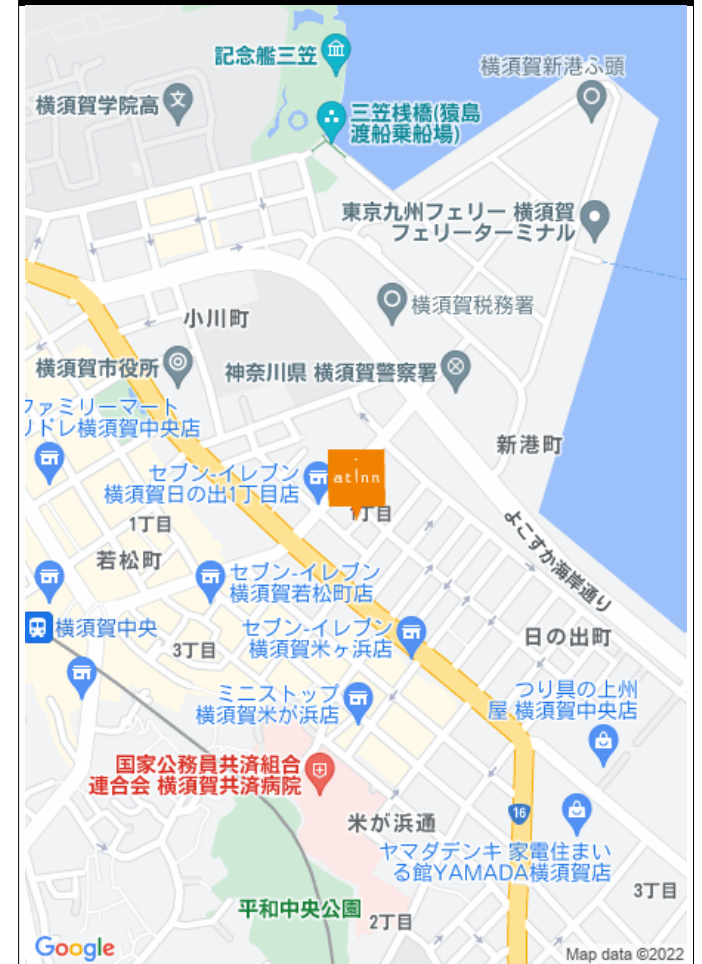 記念艦三笠
横須賀新港ふ頭
横須賀学院高
三笠桟橋(猿島
渡船乗船場)
東京九州フェリー 横須賀
フェリーターミナル
小川町
横須賀税務署
横須賀市役所
神奈川県 横須賀警察署
ファミリーマート
リドレ横須賀中央店
新港町
セブン-イレブン
横須賀日の出1丁目店
atInn
1丁目
1丁目
よこすか海岸通り
若松町
セブン-イレブン
横須賀若松町店
横須賀中央
3丁目
セブン-イレブン
横須賀米ヶ浜店
日の出町
ミニストップ
横須賀米が浜店
つり具の上州
屋 横須賀中央店
国家公務員共済組合
連合会 横須賀共済病院
16
米が浜通
ヤマダデンキ 家電住まい
る館YAMADA横須賀店
3丁目
平和中央公園
2丁目
Google
Map data ©2022